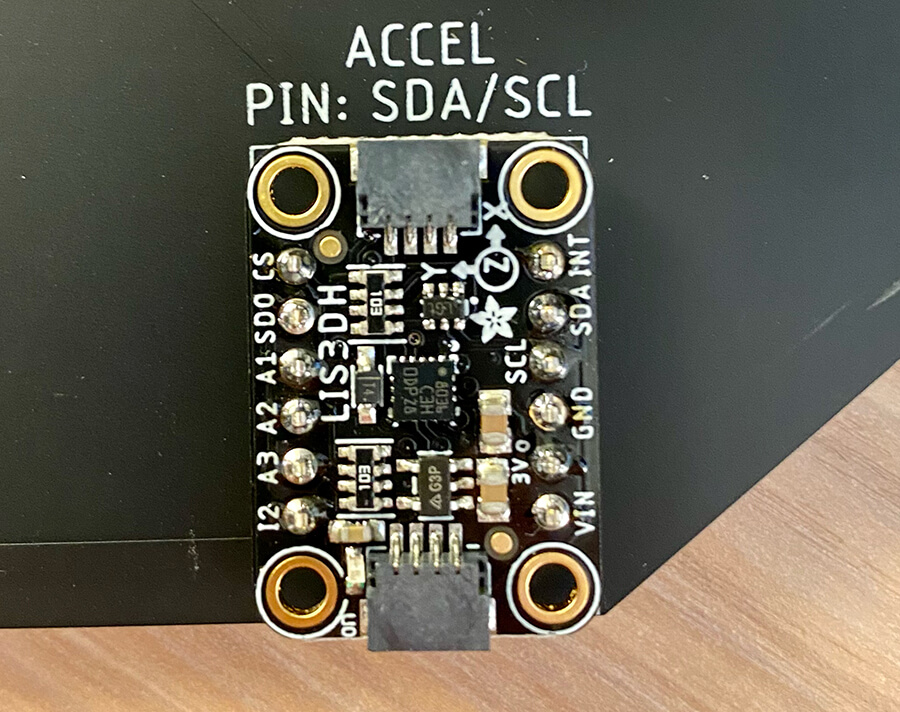 ACCEL
PIN: SDA/SCL
X
Y
Z
CS
SDO
A1
A2
A3
I2
LIS3DH
INT
SDA
SCL
GND
3Vo
VIN
103
103
G3P
on